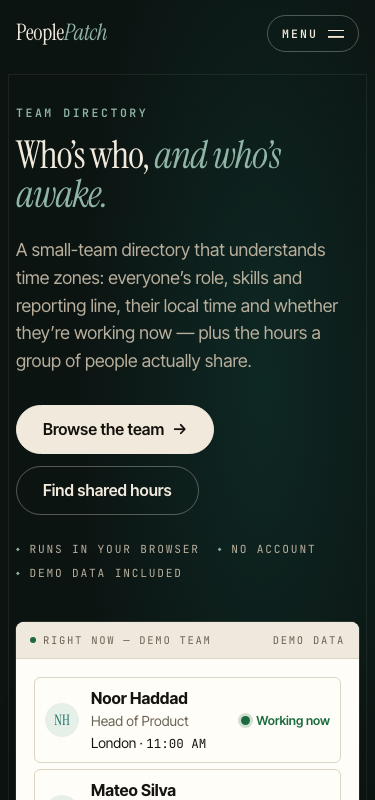 PeoplePatch
MENU
TEAM DIRECTORY
Who’s who, and who’s
awake.
A small-team directory that understands
time zones: everyone’s role, skills and
reporting line, their local time and whether
they’re working now — plus the hours a
group of people actually share.
Browse the team →
Find shared hours
RUNS IN YOUR BROWSER
NO ACCOUNT
DEMO DATA INCLUDED
RIGHT NOW — DEMO TEAM
DEMO DATA
NH
Noor Haddad
Head of Product
London · 11:00 AM
Working now
Mateo Silva